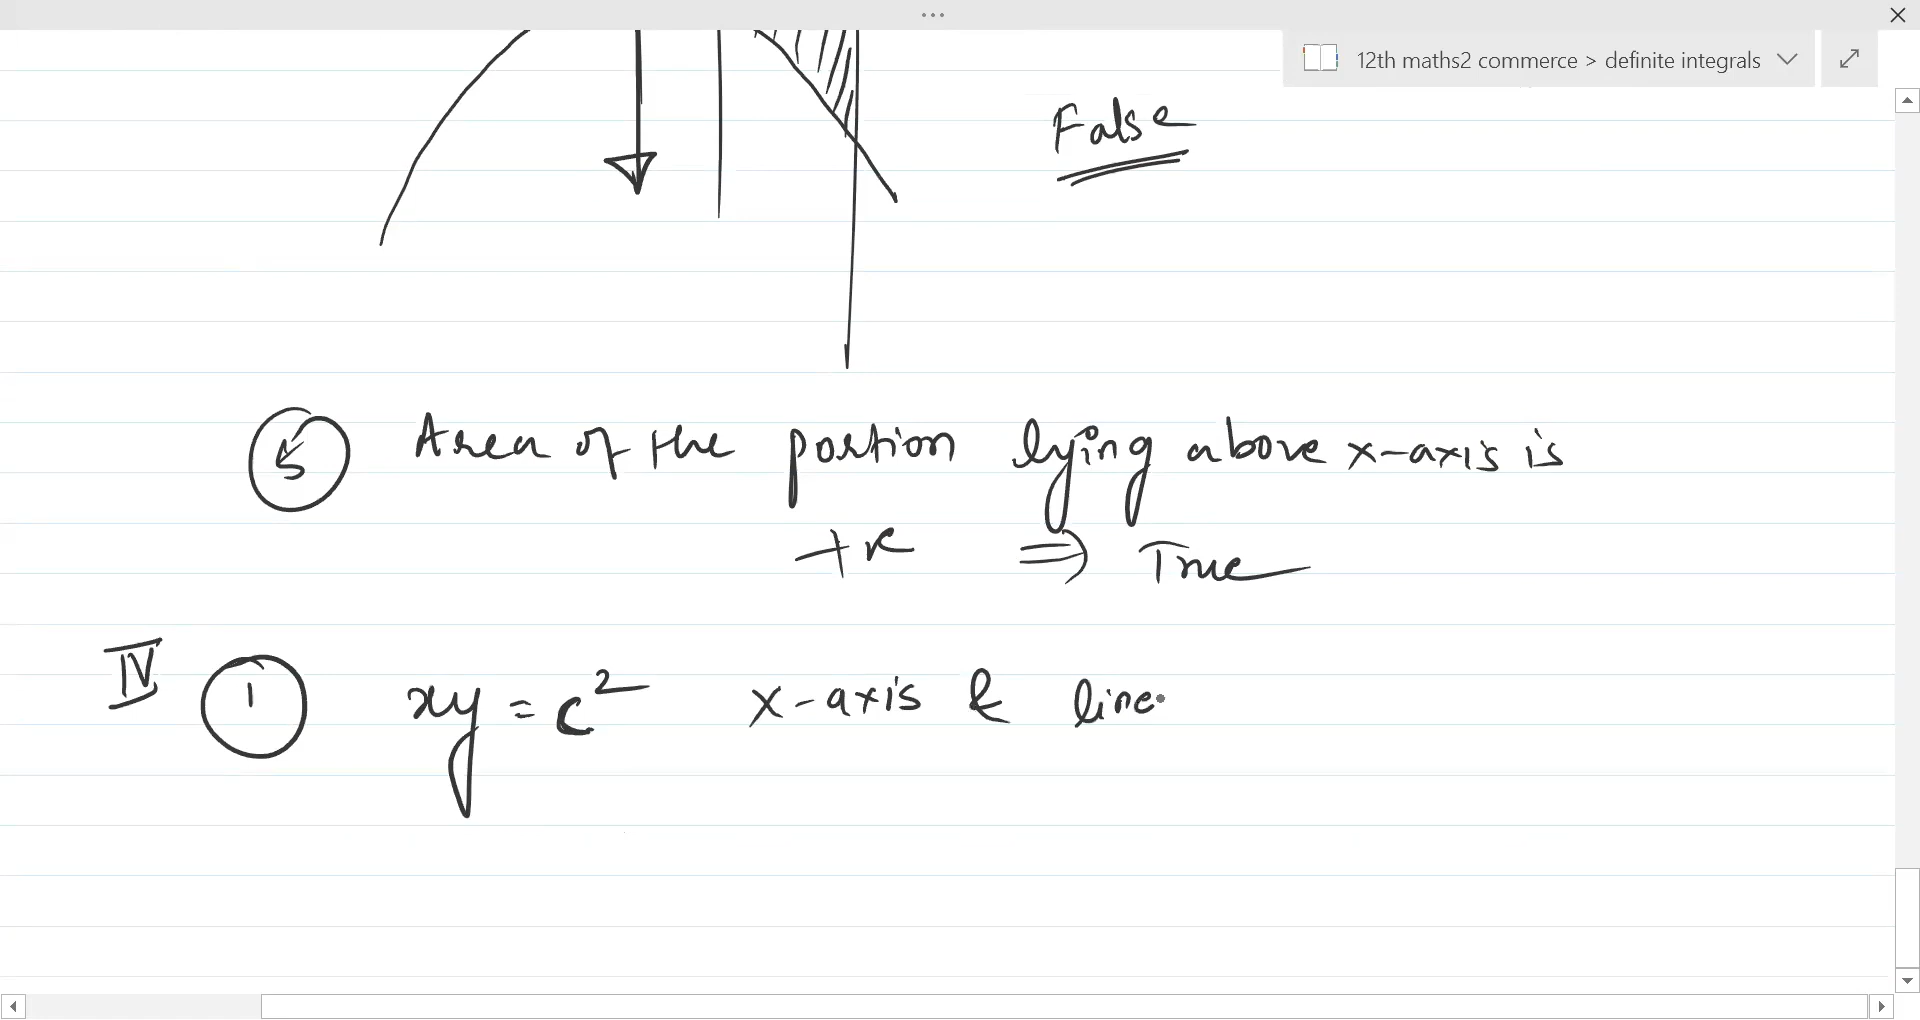 12th maths2 commerce > definite integrals
False
5 Area of the portion lying above x-axis is
+ve ⇒ True
IV 1 xy = c² x-axis & line